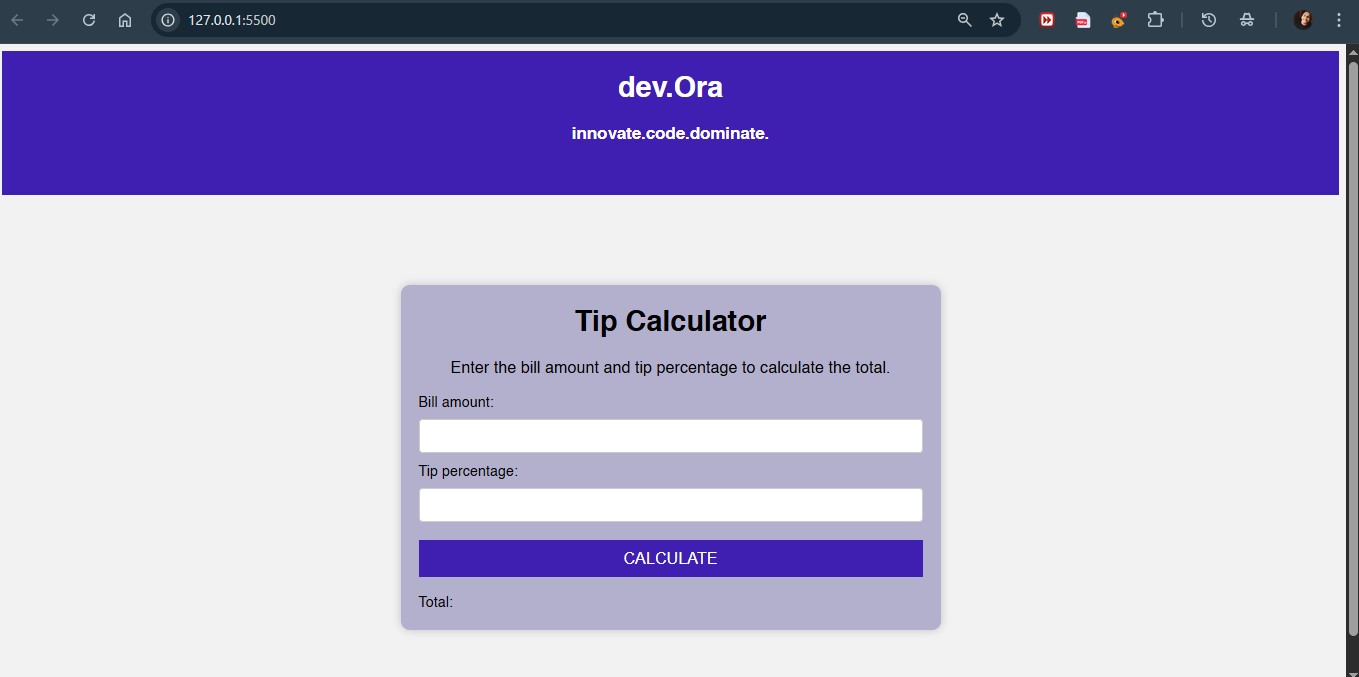 127.0.0.1:5500
dev.Ora
innovate.code.dominate.
Tip Calculator
Enter the bill amount and tip percentage to calculate the total.
Bill amount:
Tip percentage:
CALCULATE
Total: